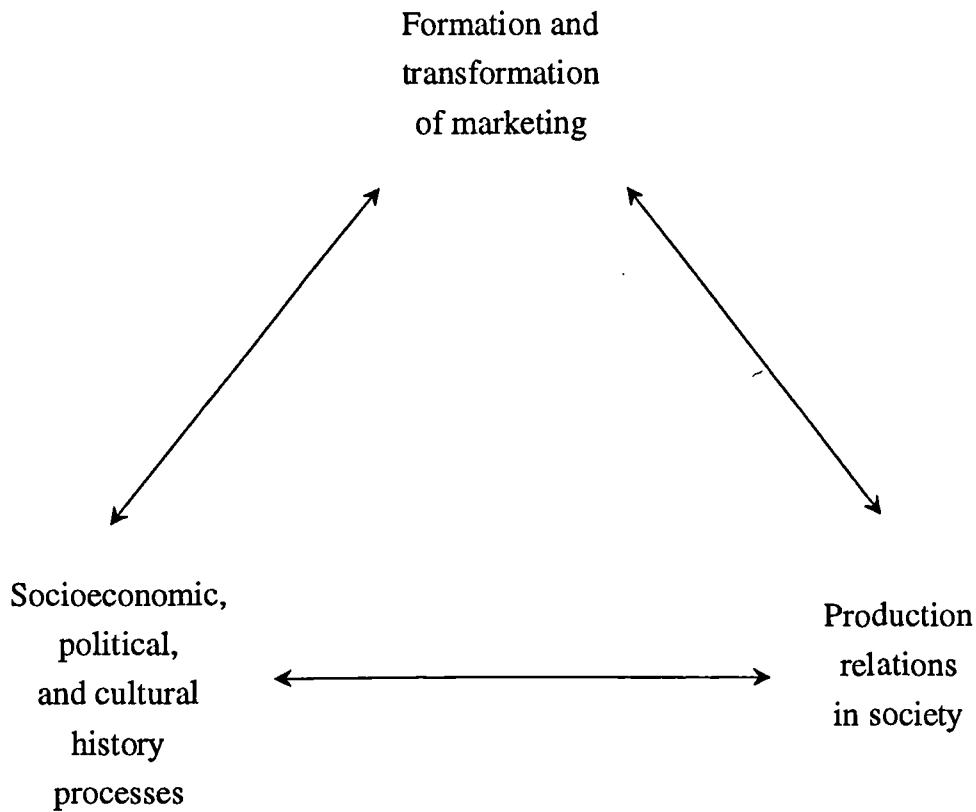 Formation and
transformation
of marketing
Socioeconomic,
political,
and cultural
history
processes
Production
relations
in society